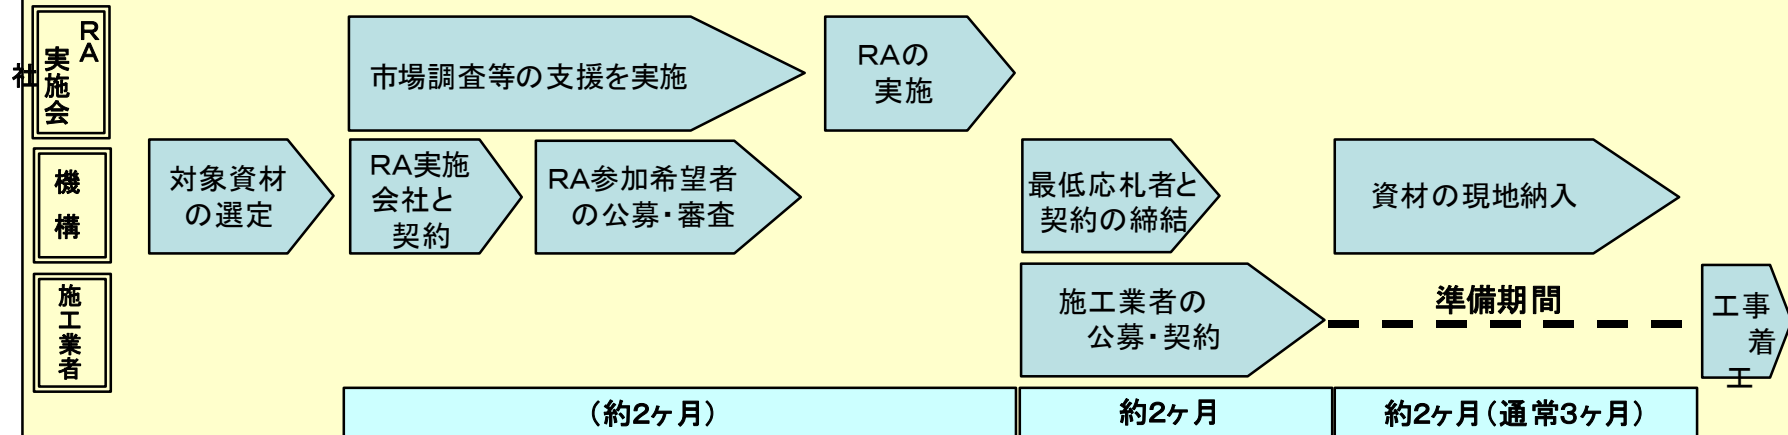 RA
実施会
社
市場調査等の支援を実施
RAの
実施
機
構
対象資材
の選定
RA実施
会社と
契約
RA参加希望者
の公募・審査
最低応札者と
契約の締結
資材の現地納入
施工業者
施工業者の
公募・契約
準備期間
工事
着
工
（約2ヶ月）
約2ヶ月
約2ヶ月（通常3ヶ月）